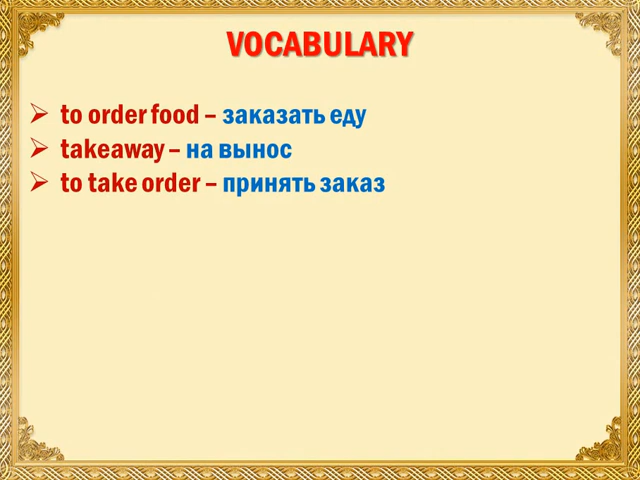 VOCABULARY
➢ to order food – заказать еду
➢ takeaway – на вынос
➢ to take order – принять заказ